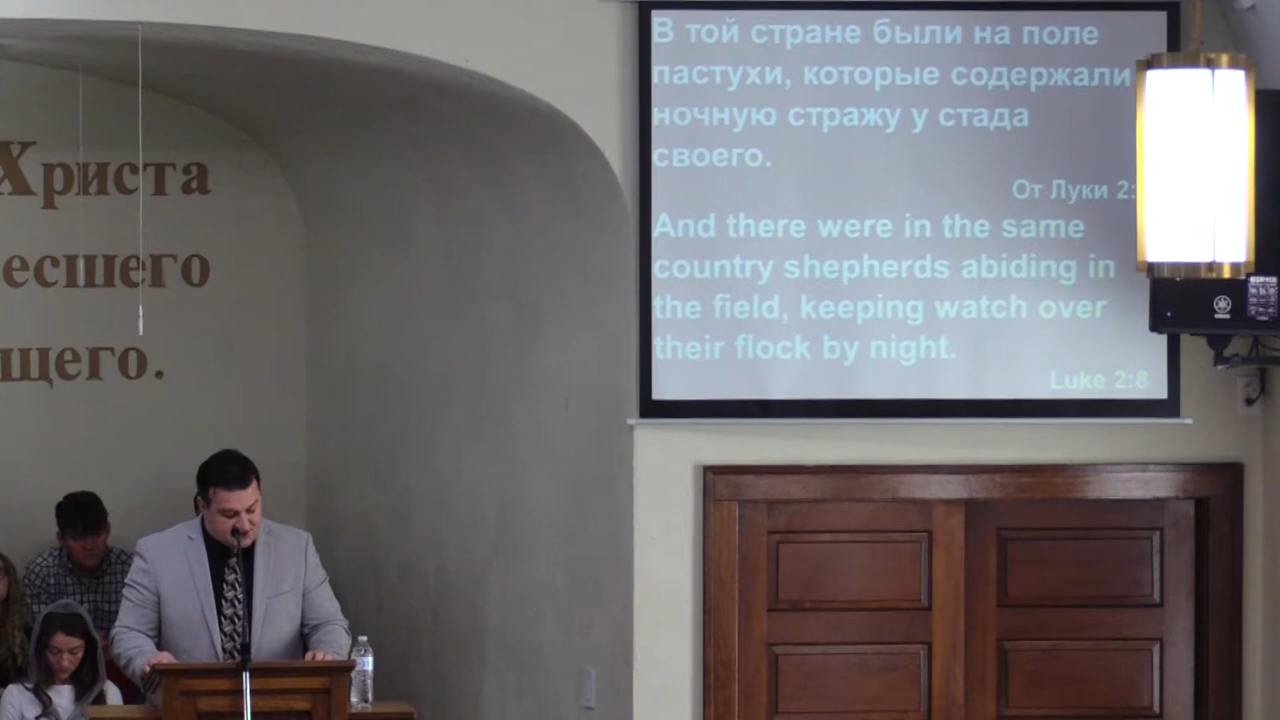 Христа
В той стране были на поле
пастухи, которые содержали
ночную стражу у стада
своего.
От Луки 2:
And there were in the same
country shepherds abiding in
the field, keeping watch over
their flock by night.
Luke 2:8